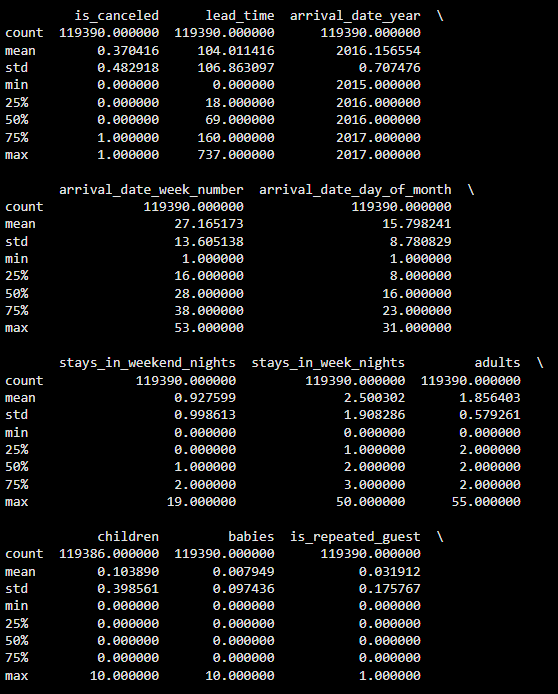 is_canceled lead_time arrival_date_year \
count 119390.000000 119390.000000 119390.000000
mean 0.370416 104.011416 2016.156554
std 0.482918 106.863097 0.707476
min 0.000000 0.000000 2015.000000
25% 0.000000 18.000000 2016.000000
50% 0.000000 69.000000 2016.000000
75% 1.000000 160.000000 2017.000000
max 1.000000 737.000000 2017.000000
arrival_date_week_number arrival_date_day_of_month \
count 119390.000000 119390.000000
mean 27.165173 15.798241
std 13.605138 8.780829
min 1.000000 1.000000
25% 16.000000 8.000000
50% 28.000000 16.000000
75% 38.000000 23.000000
max 53.000000 31.000000
stays_in_weekend_nights stays_in_week_nights adults \
count 119390.000000 119390.000000 119390.000000
mean 0.927599 2.500302 1.856403
std 0.998613 1.908286 0.579261
min 0.000000 0.000000 0.000000
25% 0.000000 1.000000 2.000000
50% 1.000000 2.000000 2.000000
75% 2.000000 3.000000 2.000000
max 19.000000 50.000000 55.000000
children babies is_repeated_guest \
count 119386.000000 119390.000000 119390.000000
mean 0.103890 0.007949 0.031912
std 0.398561 0.097436 0.175767
min 0.000000 0.000000 0.000000
25% 0.000000 0.000000 0.000000
50% 0.000000 0.000000 0.000000
75% 0.000000 0.000000 0.000000
max 10.000000 10.000000 1.000000